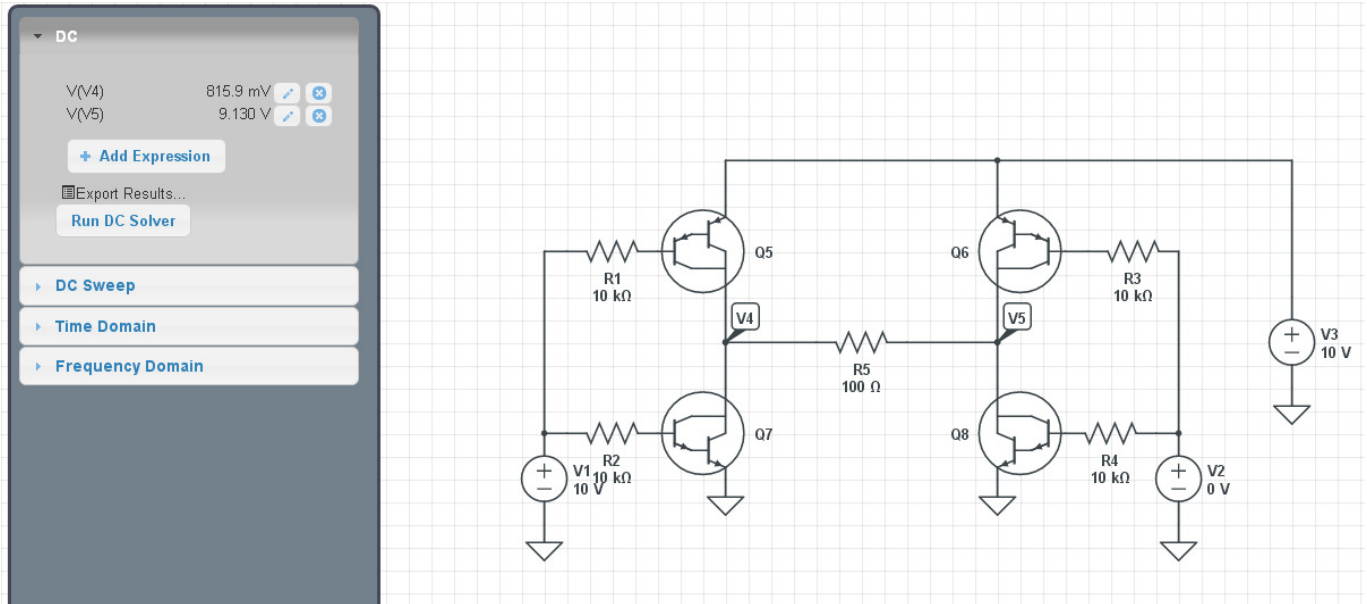 DC
V(V4) 815.9 mV
V(V5) 9.130 V
+ Add Expression
Export Results...
Run DC Solver
DC Sweep
Time Domain
Frequency Domain
Q5
R1
10 kΩ
Q6
R3
10 kΩ
V4
V5
R5
100 Ω
V3
10 V
Q7
R2
10 kΩ
V1
10 V
Q8
R4
10 kΩ
V2
0 V